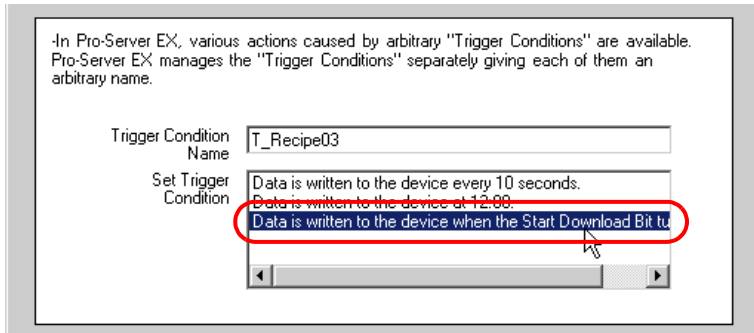 -In Pro-Server EX, various actions caused by arbitrary "Trigger Conditions" are available.
Pro-Server EX manages the "Trigger Conditions" separately giving each of them an
arbitrary name.
Trigger Condition
Name
T_Recipe03
Set Trigger
Condition
Data is written to the device every 10 seconds.
Data is written to the device at 12:00.
Data is written to the device when the Start Download Bit tu